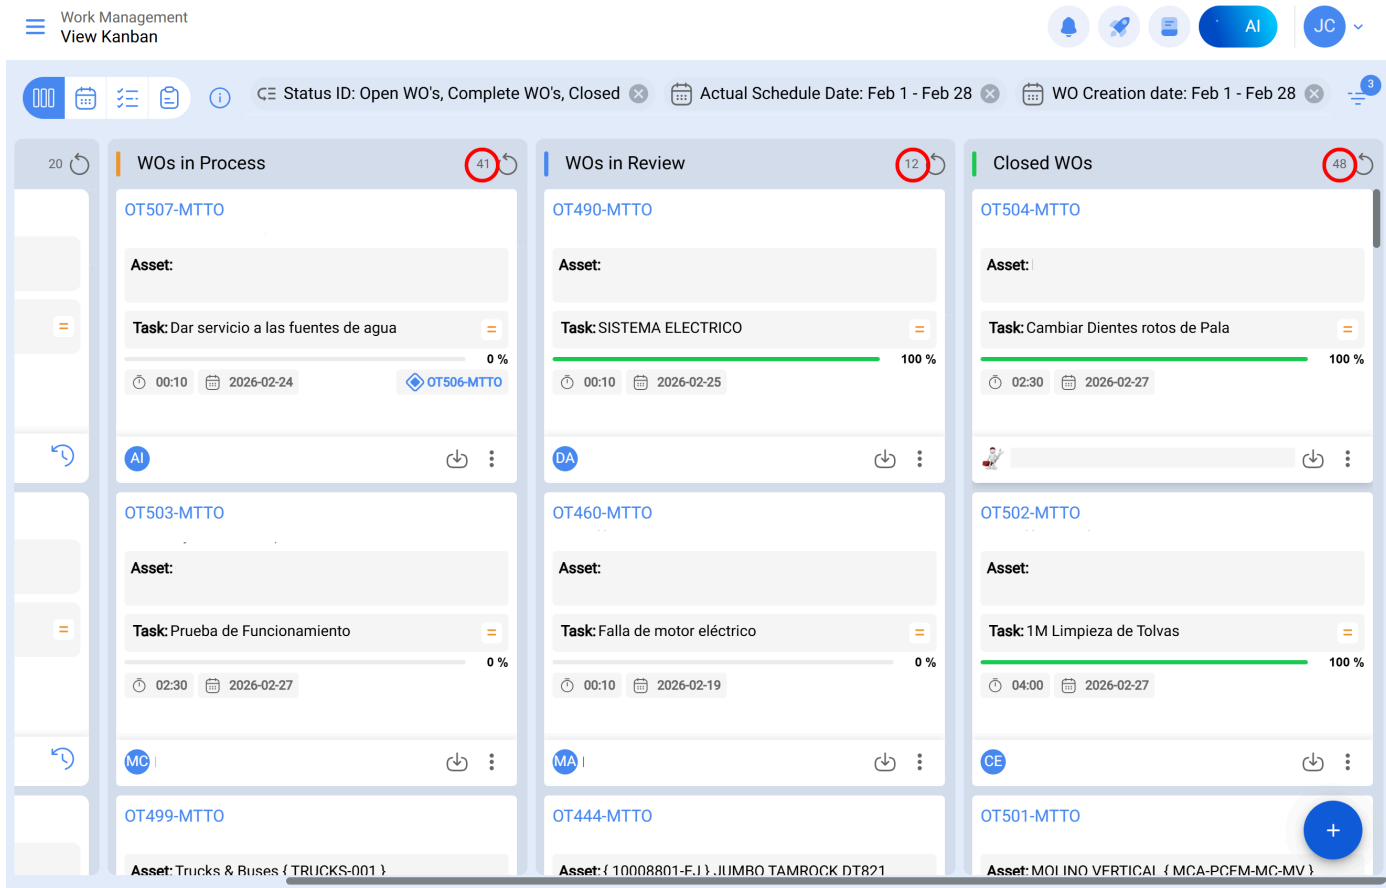 Work Management
View Kanban
AI
JC
Status ID: Open WO's, Complete WO's, Closed
Actual Schedule Date: Feb 1 - Feb 28
WO Creation date: Feb 1 - Feb 28
3
20
WOs in Process
41
OT507-MTTO
Asset:
Task: Dar servicio a las fuentes de agua
0 %
00:10
2026-02-24
OT506-MTTO
AI
OT503-MTTO
Asset:
Task: Prueba de Funcionamiento
0 %
02:30
2026-02-27
MC
OT499-MTTO
Asset: Trucks & Buses { TRUCKS-001 }
WOs in Review
12
OT490-MTTO
Asset:
Task: SISTEMA ELECTRICO
100 %
00:10
2026-02-25
DA
OT460-MTTO
Asset:
Task: Falla de motor eléctrico
0 %
00:10
2026-02-19
MA
OT444-MTTO
Asset: { 10008801-FJ } JUMBO TAMROCK DT821
Closed WOs
48
OT504-MTTO
Asset:
Task: Cambiar Dientes rotos de Pala
100 %
02:30
2026-02-27
OT502-MTTO
Asset:
Task: 1M Limpieza de Tolvas
100 %
04:00
2026-02-27
CE
OT501-MTTO
Asset: MOLINO VERTICAL { MCA-PCEM-MC-MV }